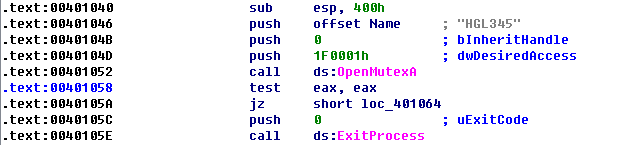 .text:00401040 sub esp, 400h
.text:00401046 push offset Name ; "HGL345"
.text:0040104B push 0 ; bInheritHandle
.text:0040104D push 1F0001h ; dwDesiredAccess
.text:00401052 call ds:OpenMutexA
.text:00401058 test eax, eax
.text:0040105A jz short loc_401064
.text:0040105C push 0 ; uExitCode
.text:0040105E call ds:ExitProcess